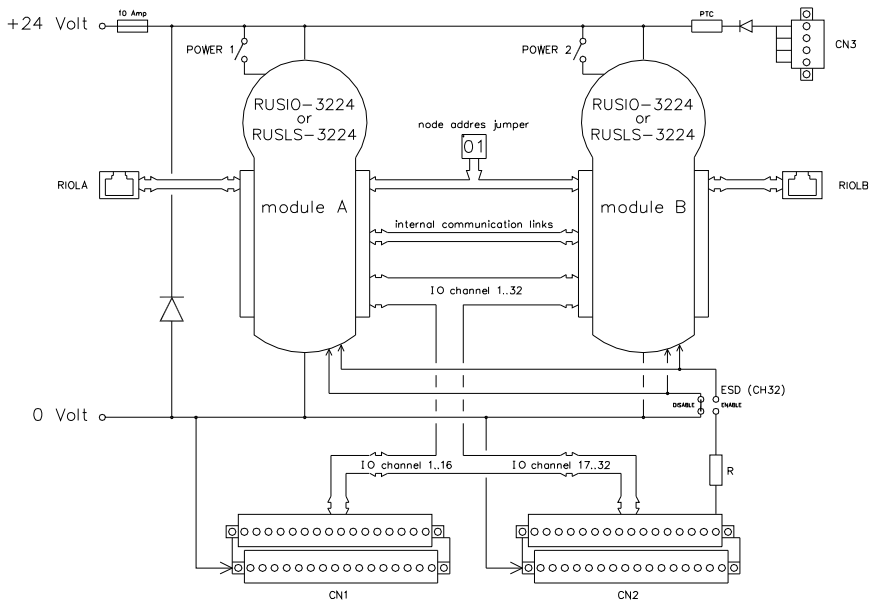 10 Amp
+24 Volt
PTC
CN3
POWER 1
POWER 2
RUSIO-3224
or
RUSLS-3224
RUSIO-3224
or
RUSLS-3224
node addres jumper
01
RIOLA
RIOLB
module A
module B
internal communication links
IO channel 1..32
ESD (CH32)
DISABLE
ENABLE
0 Volt
IO channel 1..16
IO channel 17..32
R
CN1
CN2